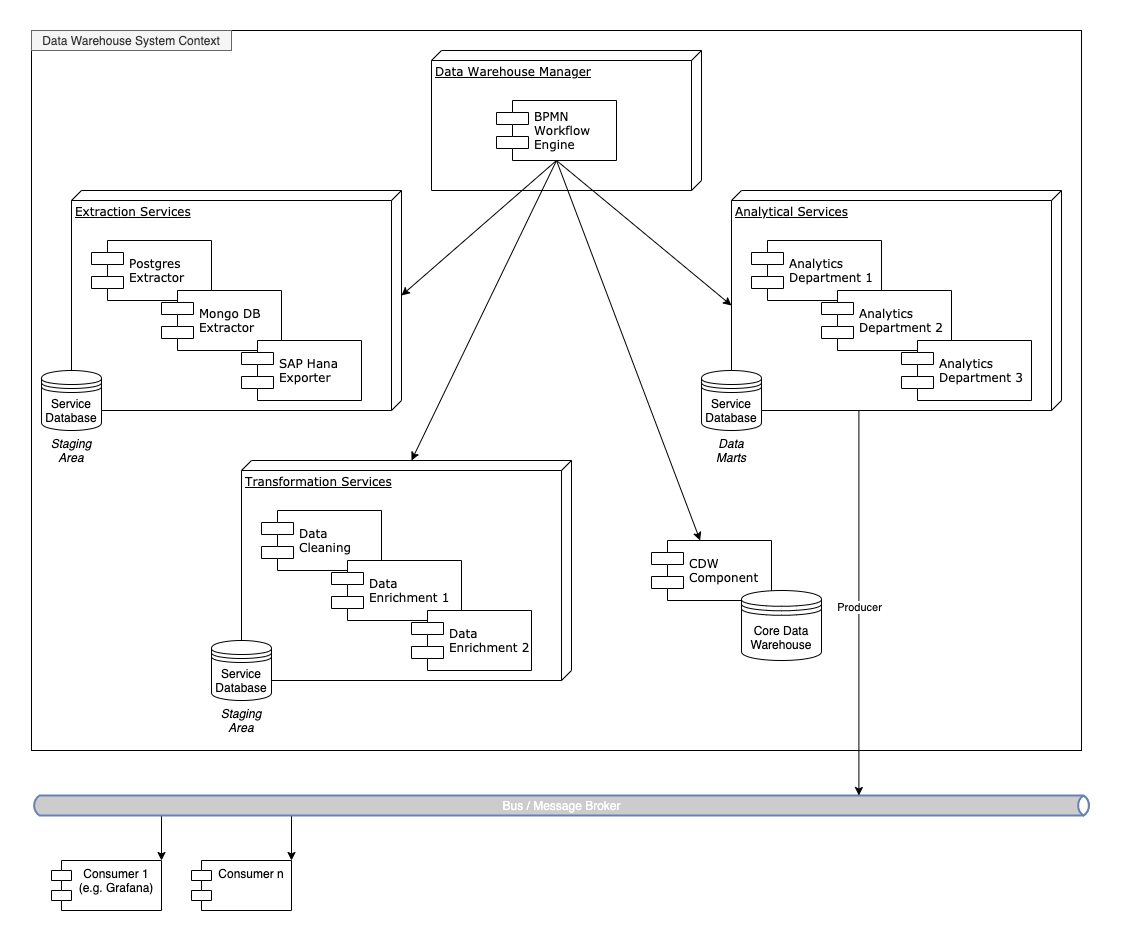 Data Warehouse System Context
Data Warehouse Manager
BPMN
Workflow
Engine
Extraction Services
Postgres
Extractor
Mongo DB
Extractor
SAP Hana
Exporter
Service
Database
Staging
Area
Analytical Services
Analytics
Department 1
Analytics
Department 2
Analytics
Department 3
Service
Database
Data
Marts
Transformation Services
Data
Cleaning
Data
Enrichment 1
Data
Enrichment 2
Service
Database
Staging
Area
CDW
Component
Core Data
Warehouse
Producer
Bus / Message Broker
Consumer 1
(e.g. Grafana)
Consumer n